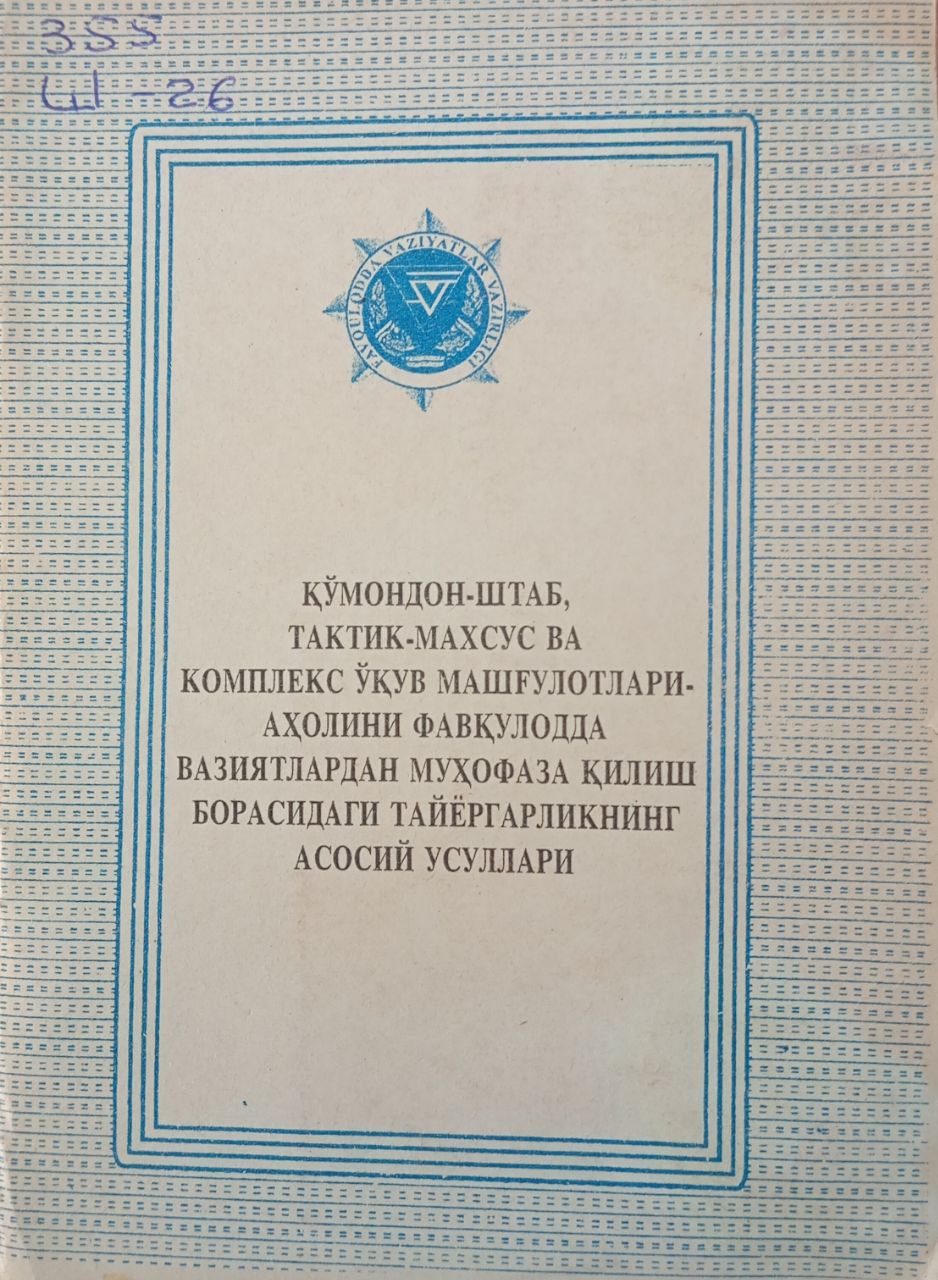 355
Ш-26
FAVQULODDA VAZIYATLAR VAZIRLIGI
ҚЎМОНДОН-ШТАБ,
ТАКТИК-МАХСУС ВА
КОМПЛЕКС ЎҚУВ МАШҒУЛОТЛАРИ-
АҲОЛИНИ ФАВҚУЛОДДА
ВАЗИЯТЛАРДАН МУҲОФАЗА ҚИЛИШ
БОРАСИДАГИ ТАЙЁРГАРЛИКНИНГ
АСОСИЙ УСУЛЛАРИ